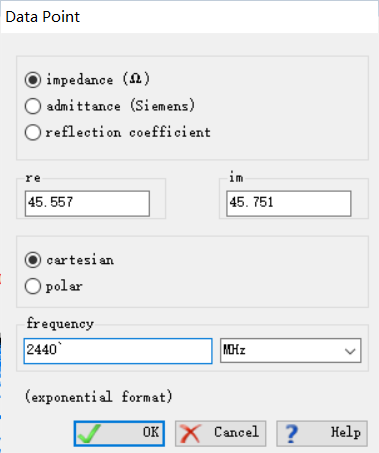 Data Point
impedance (Ω)
admittance (Siemens)
reflection coefficient
re im
45.557 45.751
cartesian
polar
frequency
2440` MHz
(exponential format)
OK Cancel ? Help